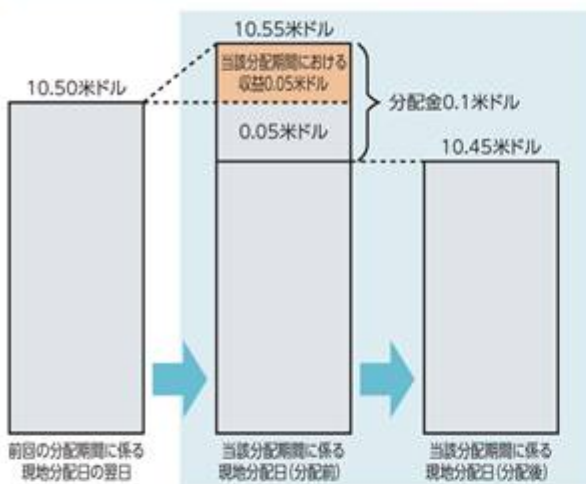 10.55米ドル
当該分配期間における
収益0.05米ドル
10.50米ドル
分配金0.1米ドル
0.05米ドル
10.45米ドル
前回の分配期間に係る
現地分配日の翌日
当該分配期間に係る
現地分配日(分配前)
当該分配期間に係る
現地分配日(分配後)